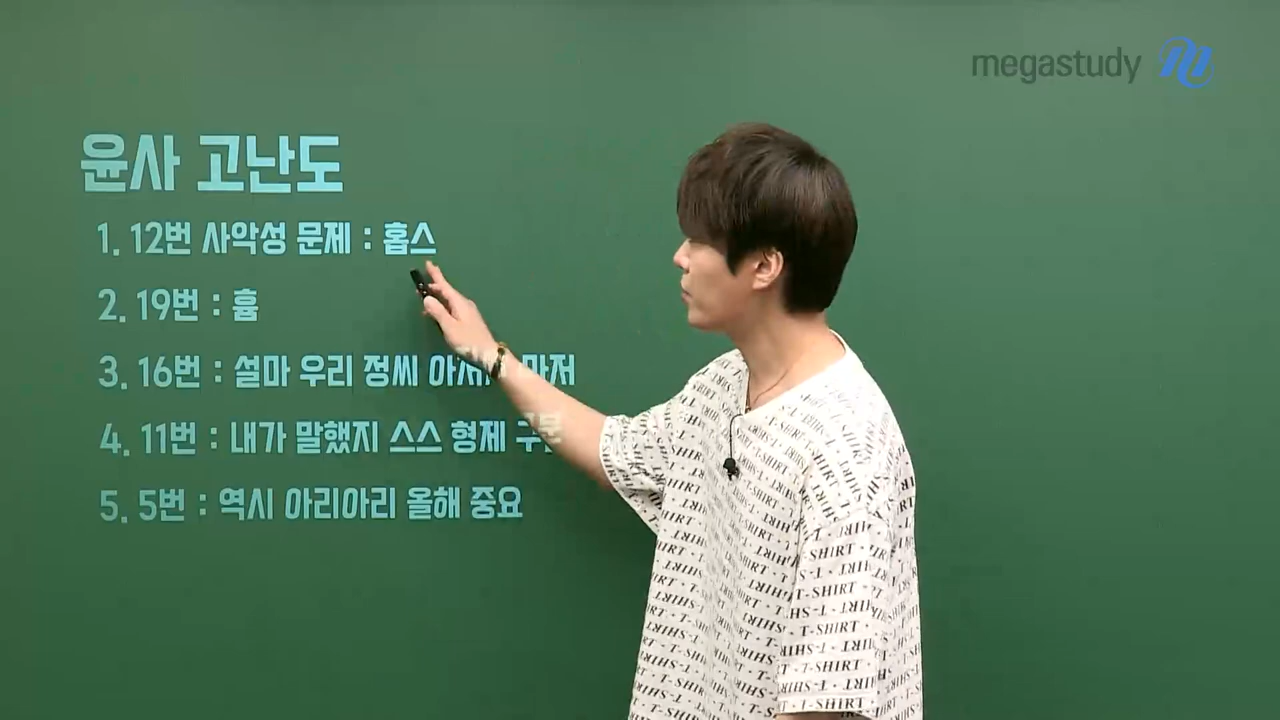 megastudy
윤사 고난도
1. 12번 사악성 문제 : 홉스
2. 19번 : 흄
3. 16번 : 설마 우리 정씨 마저
4. 11번 : 내가 말했지 스스 형제
5. 5번 : 역시 아리아리 올해 중요